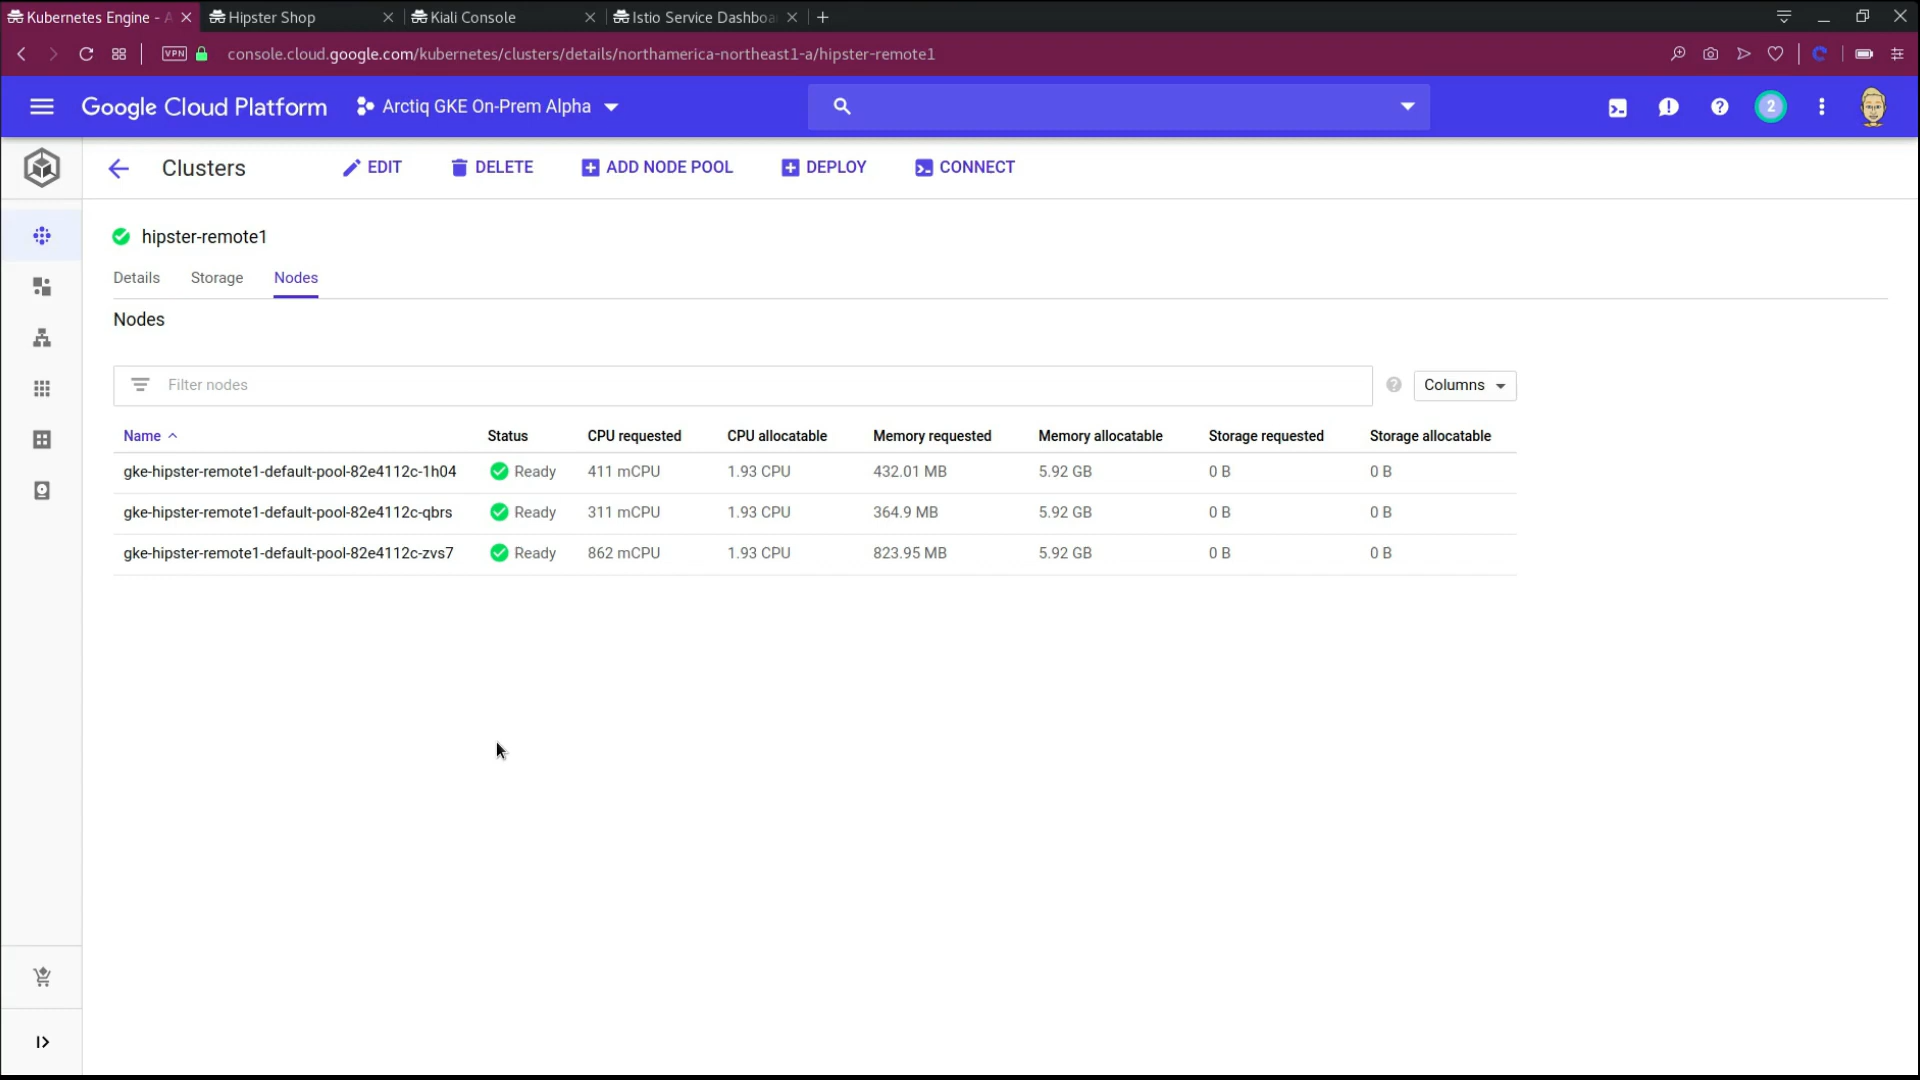 Kubernetes Engine - A
Hipster Shop
Kiali Console
Istio Service Dashboa
VPN
console.cloud.google.com/kubernetes/clusters/details/northamerica-northeast1-a/hipster-remote1
Google Cloud Platform
Arctiq GKE On-Prem Alpha
2
Clusters
EDIT
DELETE
ADD NODE POOL
DEPLOY
CONNECT
hipster-remote1
Details Storage Nodes
Nodes
Filter nodes
Columns
Name Status CPU requested CPU allocatable Memory requested Memory allocatable Storage requested Storage allocatable
gke-hipster-remote1-default-pool-82e4112c-1h04 Ready 411 mCPU 1.93 CPU 432.01 MB 5.92 GB 0 B 0 B
gke-hipster-remote1-default-pool-82e4112c-qbrs Ready 311 mCPU 1.93 CPU 364.9 MB 5.92 GB 0 B 0 B
gke-hipster-remote1-default-pool-82e4112c-zvs7 Ready 862 mCPU 1.93 CPU 823.95 MB 5.92 GB 0 B 0 B